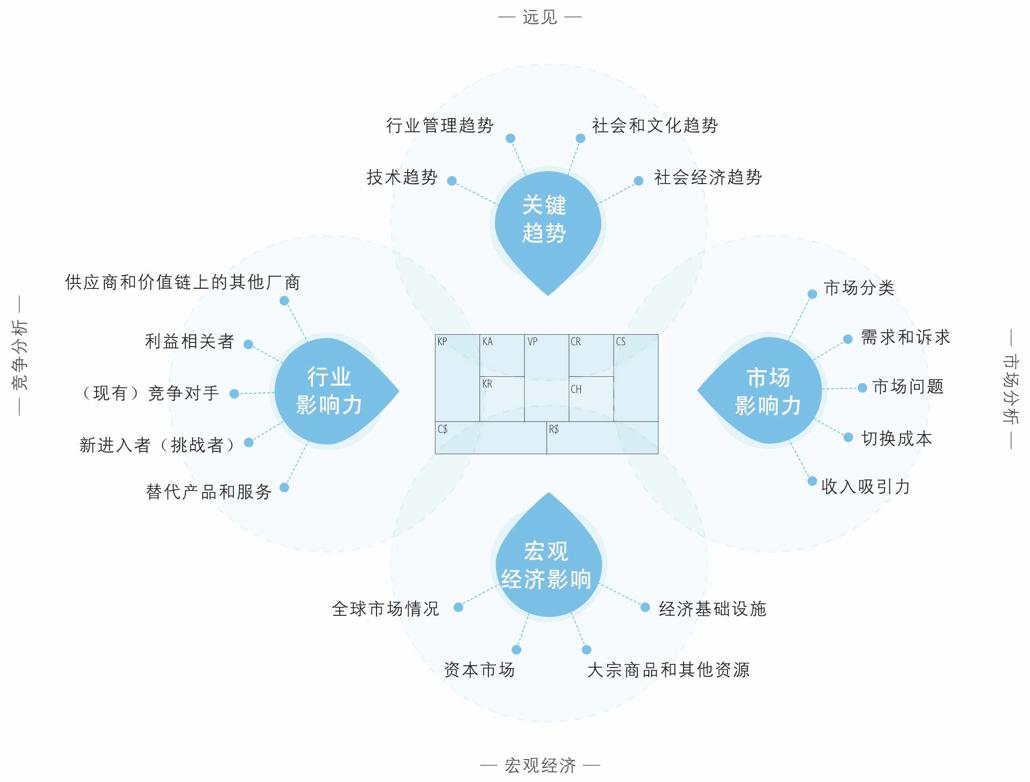 — 远见 —
行业管理趋势
社会和文化趋势
技术趋势
社会经济趋势
关键
趋势
— 竞争分析 —
供应商和价值链上的其他厂商
利益相关者
（现有）竞争对手
新进入者（挑战者）
替代产品和服务
行业
影响力
KP
KA
VP
CR
CS
KR
CH
C$
R$
市场
影响力
市场分类
需求和诉求
市场问题
切换成本
收入吸引力
— 市场分析 —
宏观
经济影响
全球市场情况
经济基础设施
资本市场
大宗商品和其他资源
— 宏观经济 —